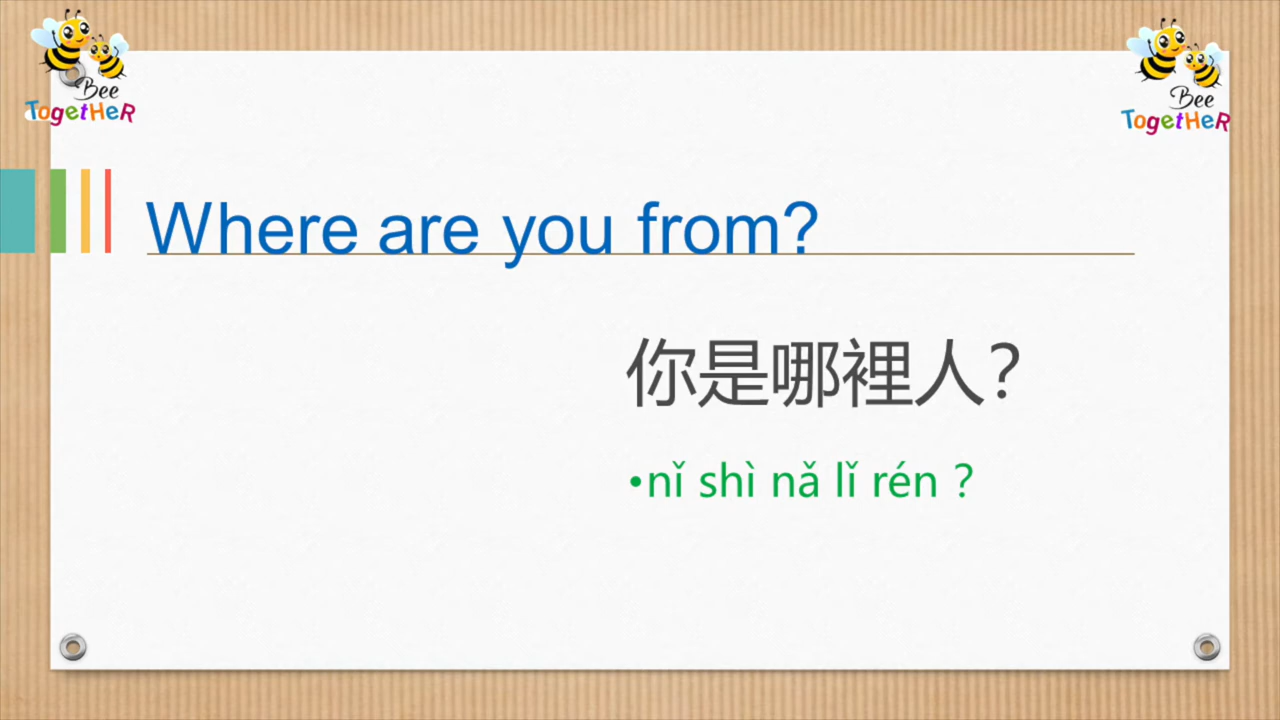 Bee
TogetHeR
Bee
TogetHeR
Where are you from?
你是哪裡人?
•nǐ shì nǎ lǐ rén ?